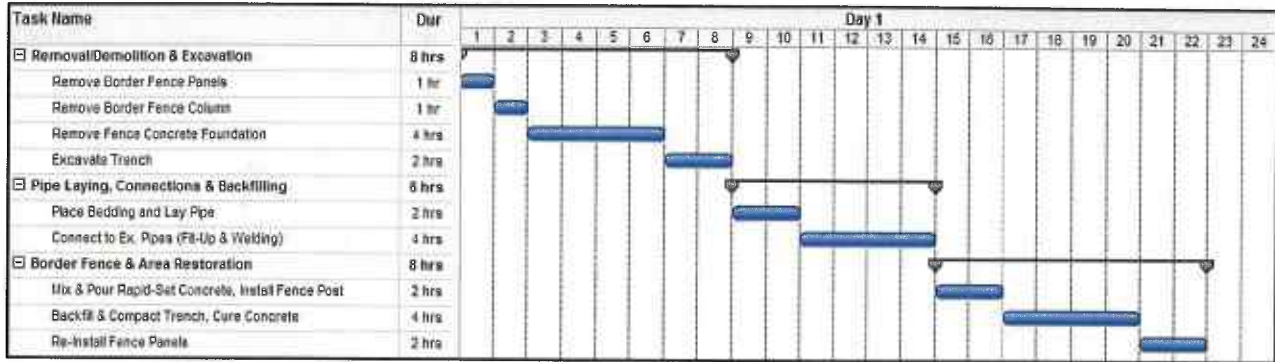 Task Name Dur Day 1
1 2 3 4 5 6 7 8 9 10 11 12 13 14 15 16 17 18 19 20 21 22 23 24
Removal/Demolition & Excavation 8 hrs
Remove Border Fence Panels 1 hr
Remove Border Fence Column 1 hr
Remove Fence Concrete Foundation 4 hrs
Excavate Trench 2 hrs
Pipe Laying, Connections & Backfilling 6 hrs
Place Bedding and Lay Pipe 2 hrs
Connect to Ex. Pipes (Fit-Up & Welding) 4 hrs
Border Fence & Area Restoration 8 hrs
Mix & Pour Rapid-Set Concrete, Install Fence Post 2 hrs
Backfill & Compact Trench, Cure Concrete 4 hrs
Re-Install Fence Panels 2 hrs